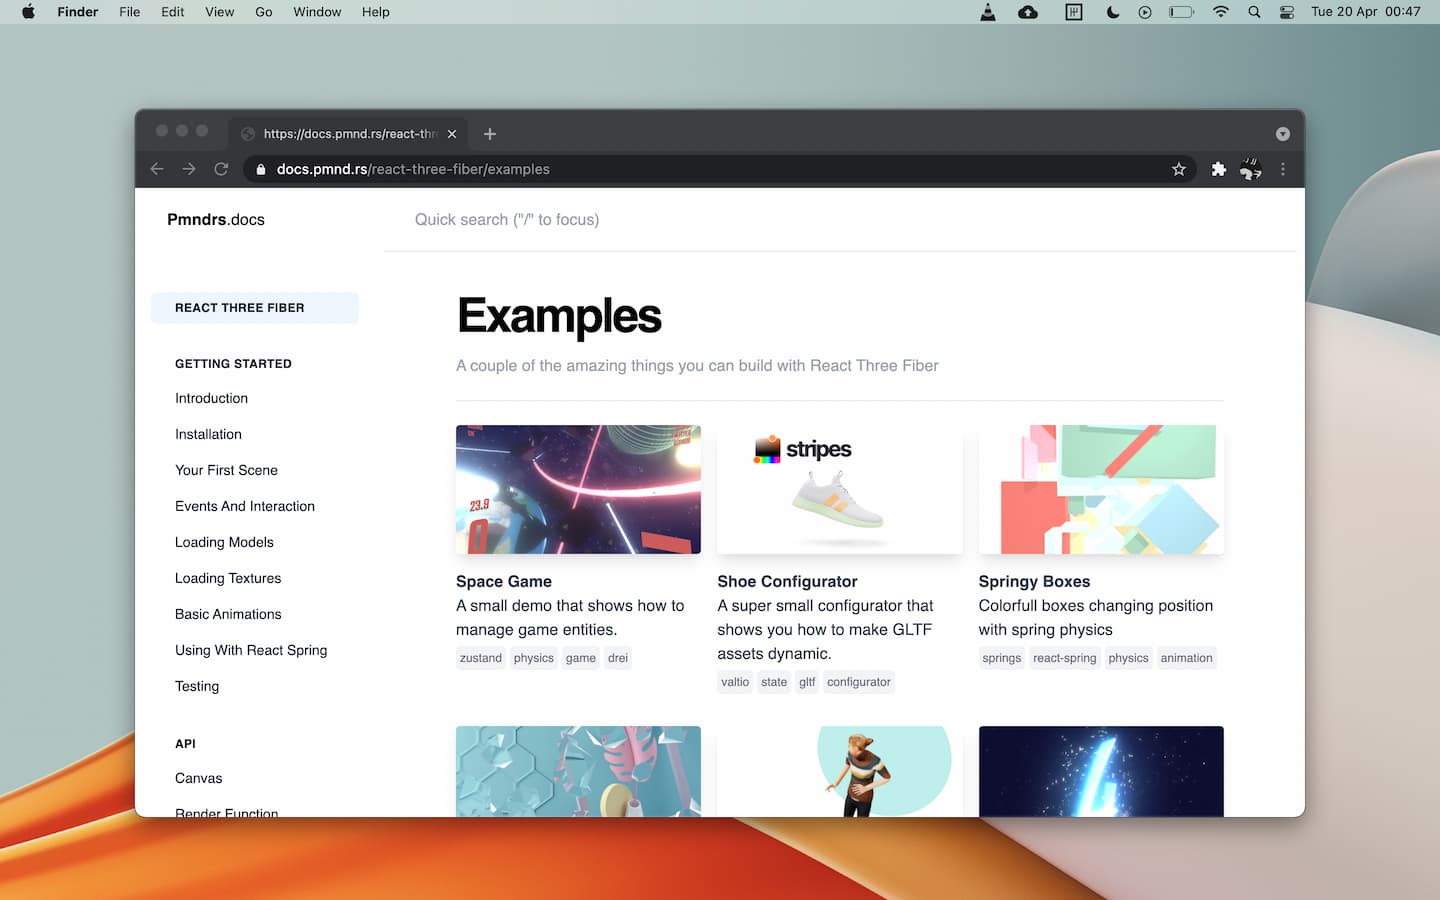 Finder File Edit View Go Window Help Tue 20 Apr 00:47
https://docs.pmnd.rs/react-thr
docs.pmnd.rs/react-three-fiber/examples
Pmndrs.docs
Quick search ("/" to focus)
REACT THREE FIBER
GETTING STARTED
Introduction
Installation
Your First Scene
Events And Interaction
Loading Models
Loading Textures
Basic Animations
Using With React Spring
Testing
API
Canvas
Render Function
Examples
A couple of the amazing things you can build with React Three Fiber
23.9
0
Space Game
A small demo that shows how to
manage game entities.
zustand physics game drei
stripes
Shoe Configurator
A super small configurator that
shows you how to make GLTF
assets dynamic.
valtio state gltf configurator
Springy Boxes
Colorfull boxes changing position
with spring physics
springs react-spring physics animation